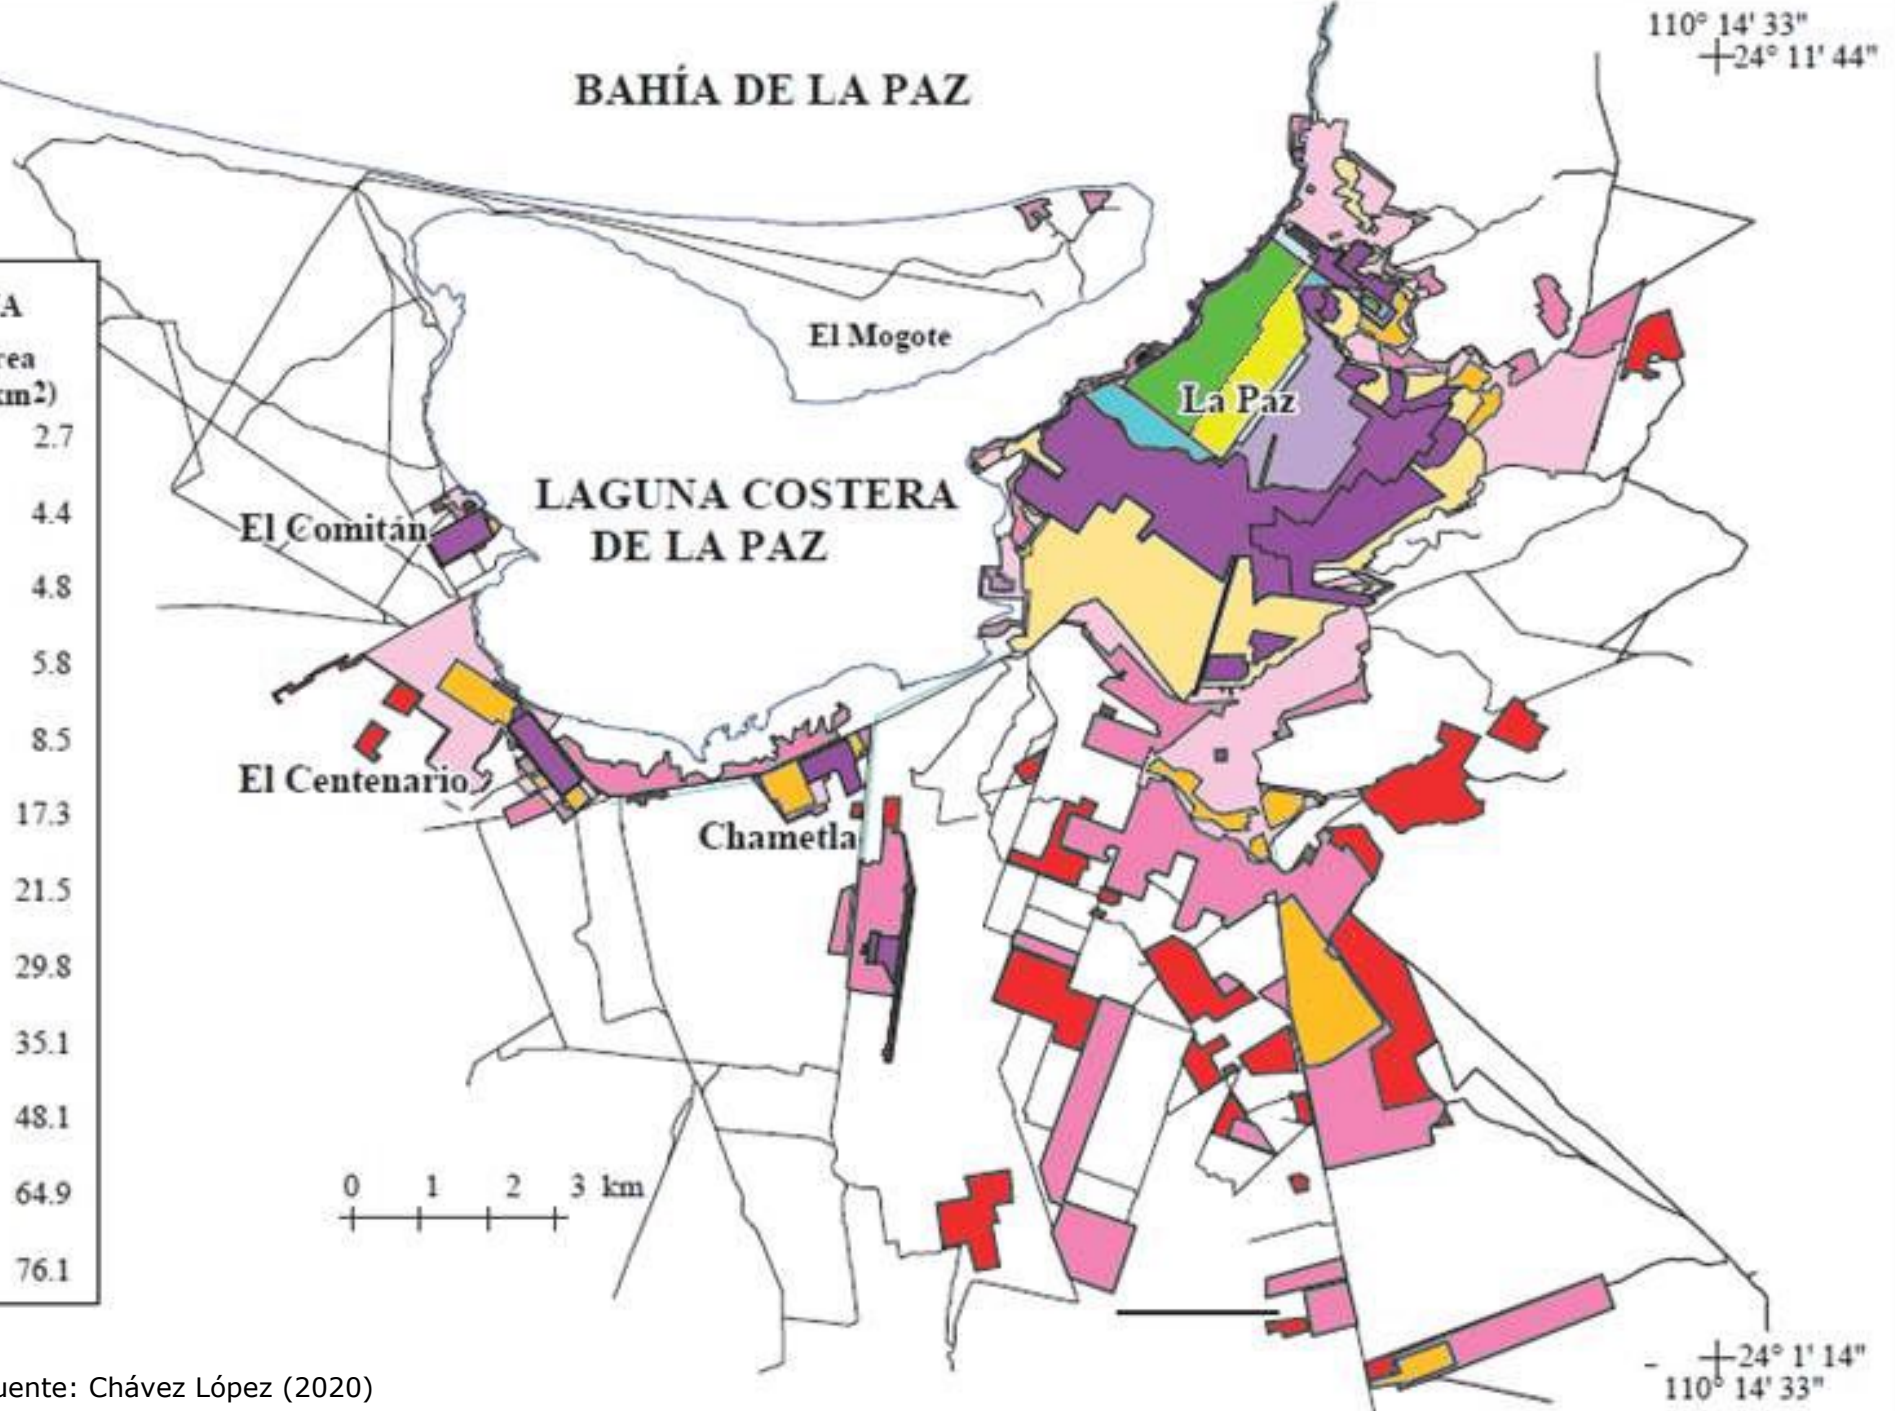 110° 14' 33"
24° 11' 44"
BAHÍA DE LA PAZ
El Mogote
La Paz
LAGUNA COSTERA
DE LA PAZ
El Comitán
El Centenario
Chametla
A
rea
km2)
2.7
4.4
4.8
5.8
8.5
17.3
21.5
29.8
35.1
48.1
64.9
76.1
0 1 2 3 km
24° 1' 14"
110° 14' 33"
uente: Chávez López (2020)